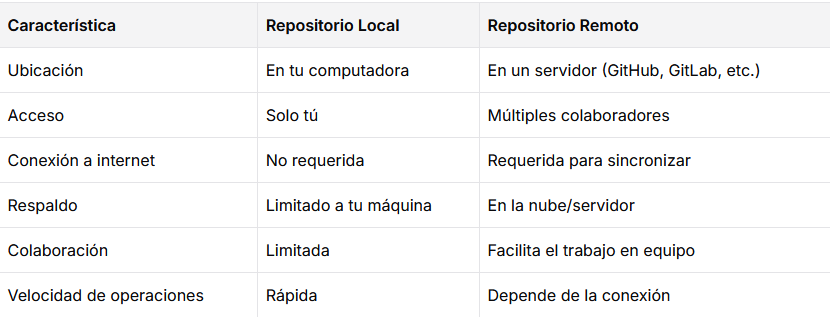 Característica Repositorio Local Repositorio Remoto
Ubicación En tu computadora En un servidor (GitHub, GitLab, etc.)
Acceso Solo tú Múltiples colaboradores
Conexión a internet No requerida Requerida para sincronizar
Respaldo Limitado a tu máquina En la nube/servidor
Colaboración Limitada Facilita el trabajo en equipo
Velocidad de operaciones Rápida Depende de la conexión